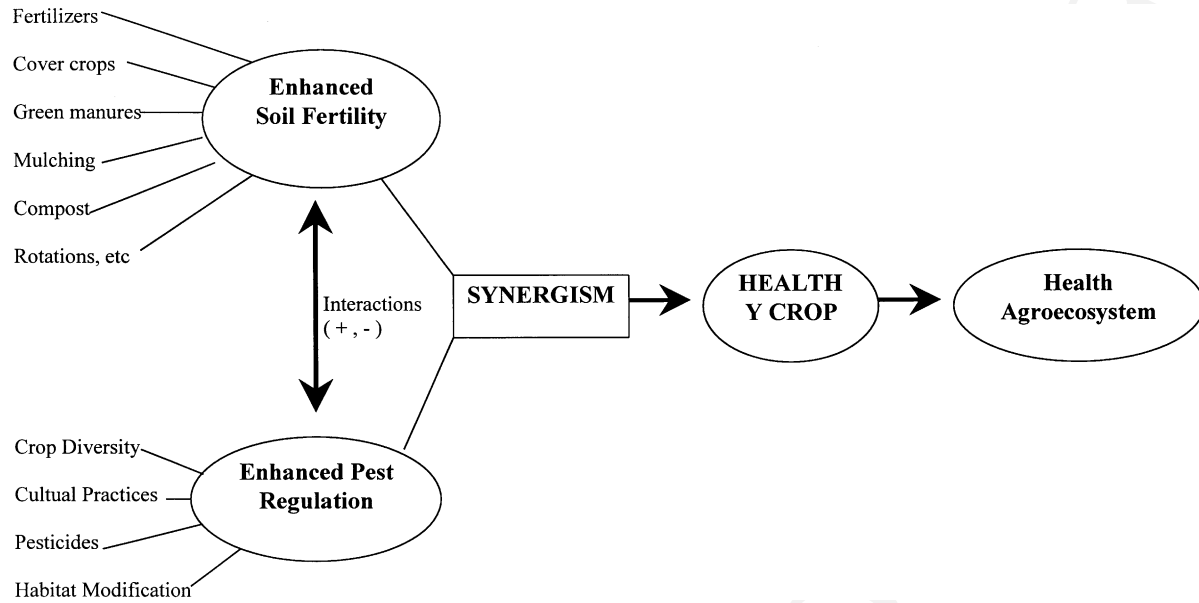 Fertilizers
Cover crops
Green manures
Mulching
Compost
Rotations, etc
Enhanced
Soil Fertility
Interactions
( + , - )
SYNERGISM
HEALTH
Y CROP
Health
Agroecosystem
Crop Diversity
Cultual Practices
Pesticides
Habitat Modification
Enhanced Pest
Regulation